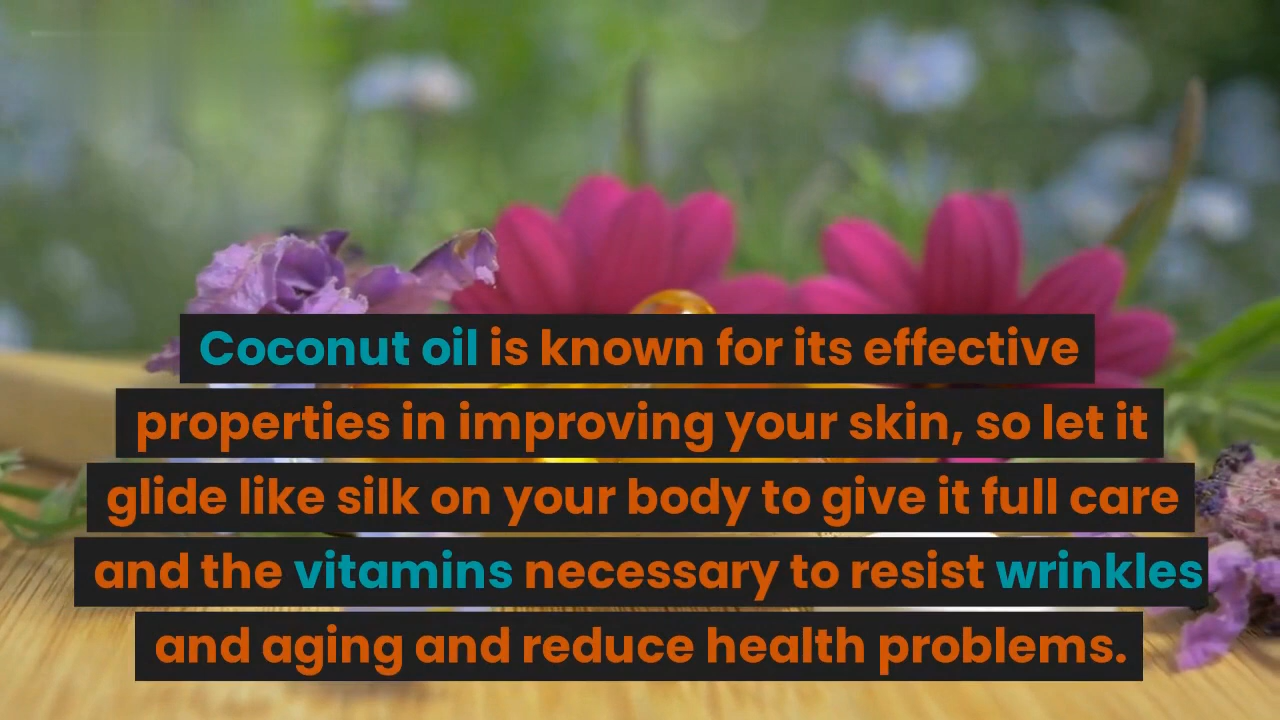 Coconut oil is known for its effective
properties in improving your skin, so let it
glide like silk on your body to give it full care
and the vitamins necessary to resist wrinkles
and aging and reduce health problems.